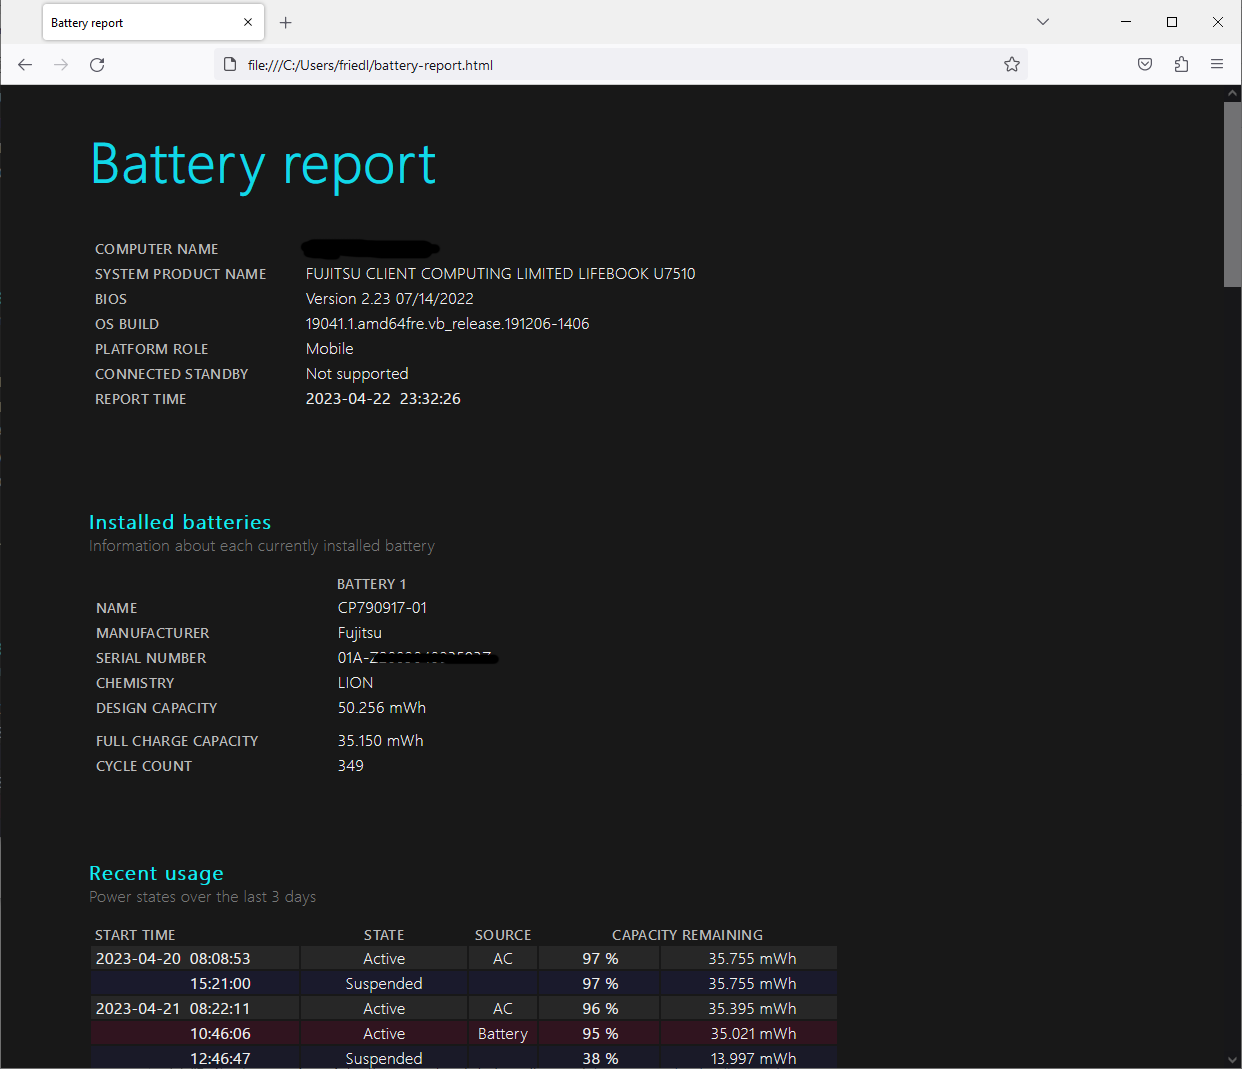 Battery report
file:///C:/Users/friedl/battery-report.html
Battery report
COMPUTER NAME
SYSTEM PRODUCT NAME FUJITSU CLIENT COMPUTING LIMITED LIFEBOOK U7510
BIOS Version 2.23 07/14/2022
OS BUILD 19041.1.amd64fre.vb_release.191206-1406
PLATFORM ROLE Mobile
CONNECTED STANDBY Not supported
REPORT TIME 2023-04-22 23:32:26
Installed batteries
Information about each currently installed battery
BATTERY 1
NAME CP790917-01
MANUFACTURER Fujitsu
SERIAL NUMBER 01A-
CHEMISTRY LION
DESIGN CAPACITY 50.256 mWh
FULL CHARGE CAPACITY 35.150 mWh
CYCLE COUNT 349
Recent usage
Power states over the last 3 days
START TIME STATE SOURCE CAPACITY REMAINING
2023-04-20 08:08:53 Active AC 97 % 35.755 mWh
15:21:00 Suspended 97 % 35.755 mWh
2023-04-21 08:22:11 Active AC 96 % 35.395 mWh
10:46:06 Active Battery 95 % 35.021 mWh
12:46:47 Suspended 38 % 13.997 mWh